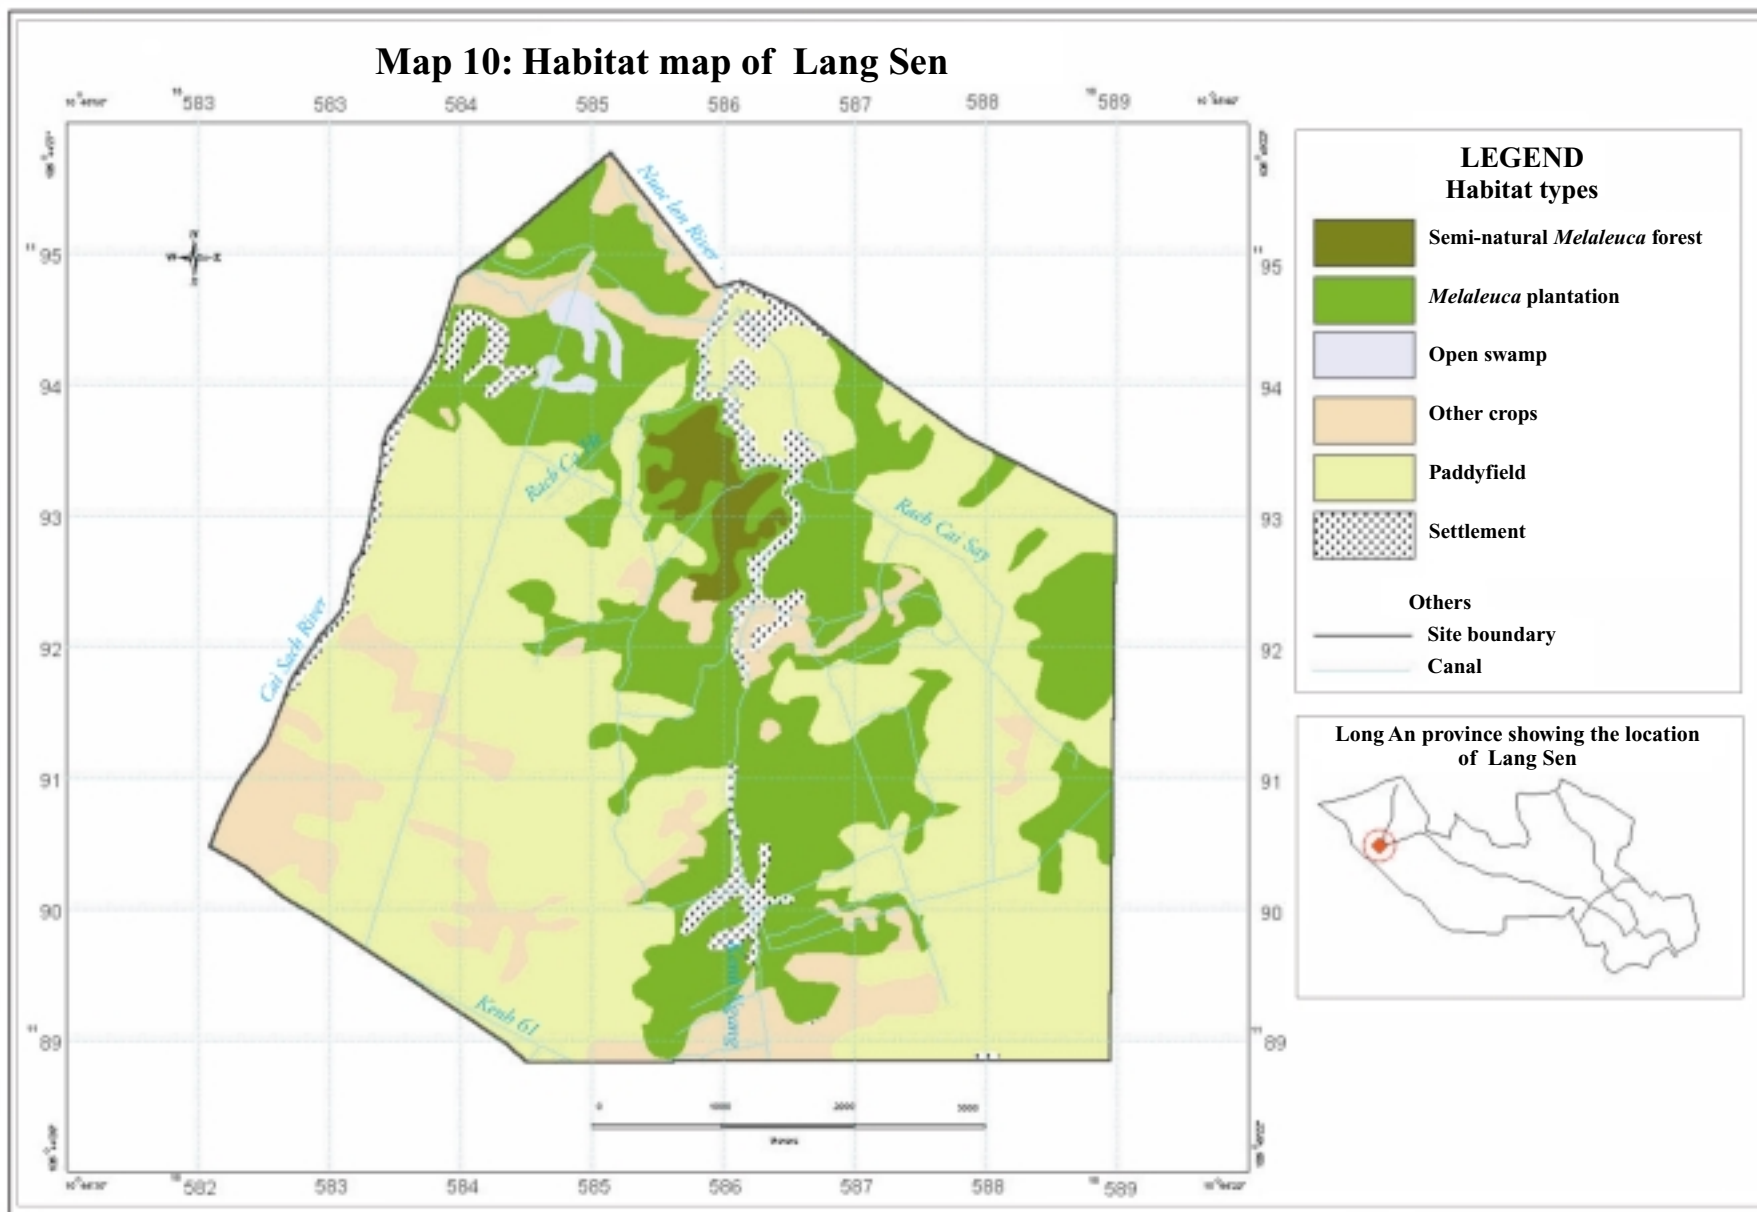 Map 10: Habitat map of Lang Sen
583 583 584 585 586 587 588 589
Nuoc len River
95 95
94 94
Rach Ca
93 93
Rach Cai Say
92 92
Cai Sach River
91 91
90 90
Kenh 61
89 89
0 1000 2000 3000
582 583 584 585 586 587 588 589
LEGEND
Habitat types
Semi-natural Melaleuca forest
Melaleuca plantation
Open swamp
Other crops
Paddyfield
Settlement
Others
Site boundary
Canal
Long An province showing the location
of Lang Sen